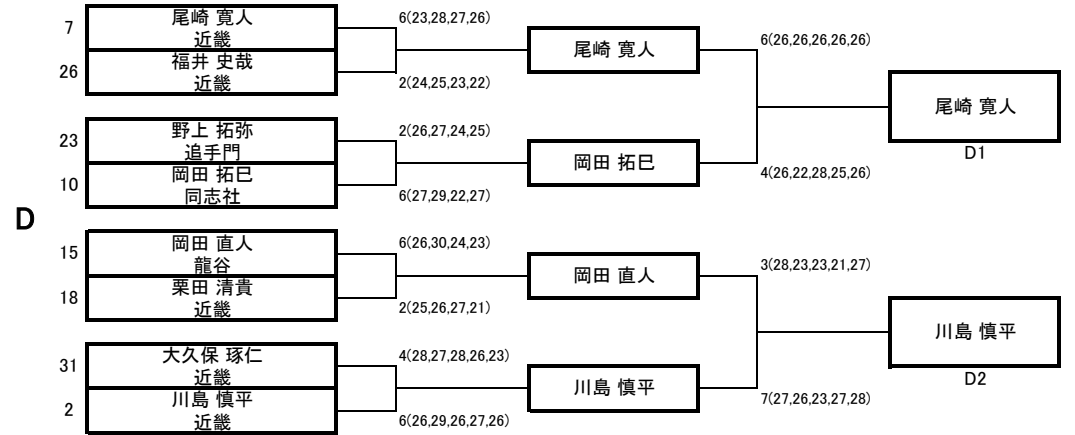 7
尾崎 寛人
近畿
6(23,28,27,26)
26
福井 史哉
近畿
2(24,25,23,22)
尾崎 寛人
6(26,26,26,26,26)
23
野上 拓弥
追手門
2(26,27,24,25)
10
岡田 拓巳
同志社
6(27,29,22,27)
岡田 拓巳
4(26,22,28,25,26)
尾崎 寛人
D1
D
15
岡田 直人
龍谷
6(26,30,24,23)
18
栗田 清貴
近畿
2(25,26,27,21)
岡田 直人
3(28,23,23,21,27)
31
大久保 琢仁
近畿
4(28,27,28,26,23)
2
川島 慎平
近畿
6(26,29,26,27,26)
川島 慎平
7(27,26,23,27,28)
川島 慎平
D2